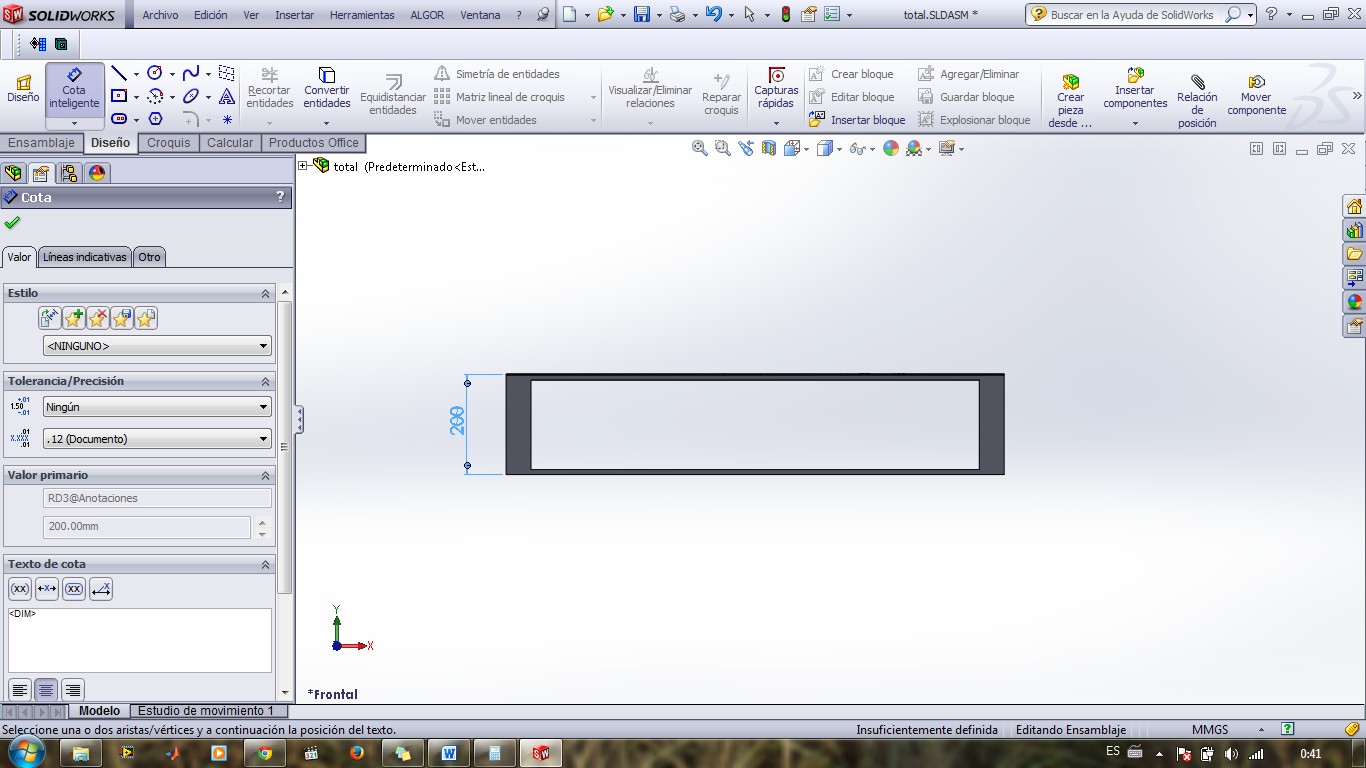 SOLIDWORKS
Archivo Edición Ver Insertar Herramientas ALGOR Ventana ?
total.SLDASM *
Buscar en la Ayuda de SolidWorks
Diseño
Cota inteligente
Recortar entidades
Convertir entidades
Equidistanciar entidades
Simetría de entidades
Matriz lineal de croquis
Mover entidades
Visualizar/Eliminar relaciones
Reparar croquis
Capturas rápidas
Crear bloque
Editar bloque
Insertar bloque
Agregar/Eliminar
Guardar bloque
Explosionar bloque
Crear pieza desde ...
Insertar componentes
Relación de posición
Mover componente
Ensamblaje Diseño Croquis Calcular Productos Office
total (Predeterminado<Est...
Cota ?
Valor Líneas indicativas Otro
Estilo
<NINGUNO>
Tolerancia/Precisión
Ningún
.12 (Documento)
Valor primario
RD3@Anotaciones
200.00mm
Texto de cota
<DIM>
200
Y
X
*Frontal
Modelo Estudio de movimiento 1
Seleccione una o dos aristas/vértices y a continuación la posición del texto.
Insuficientemente definida Editando Ensamblaje MMGS
ES 0:41